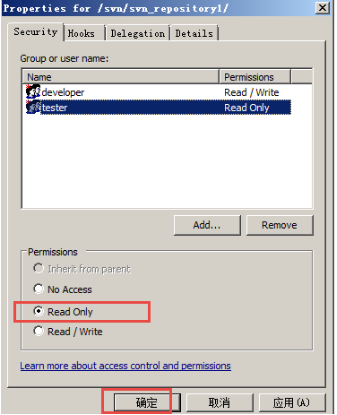 Properties for /svn/svn_repository1/
Security Hooks Delegation Details
Group or user name:
Name Permissions
developer Read / Write
tester Read Only
Add... Remove
Permissions
Inherit from parent
No Access
Read Only
Read / Write
Learn more about access control and permissions
确定 取消 应用(A)